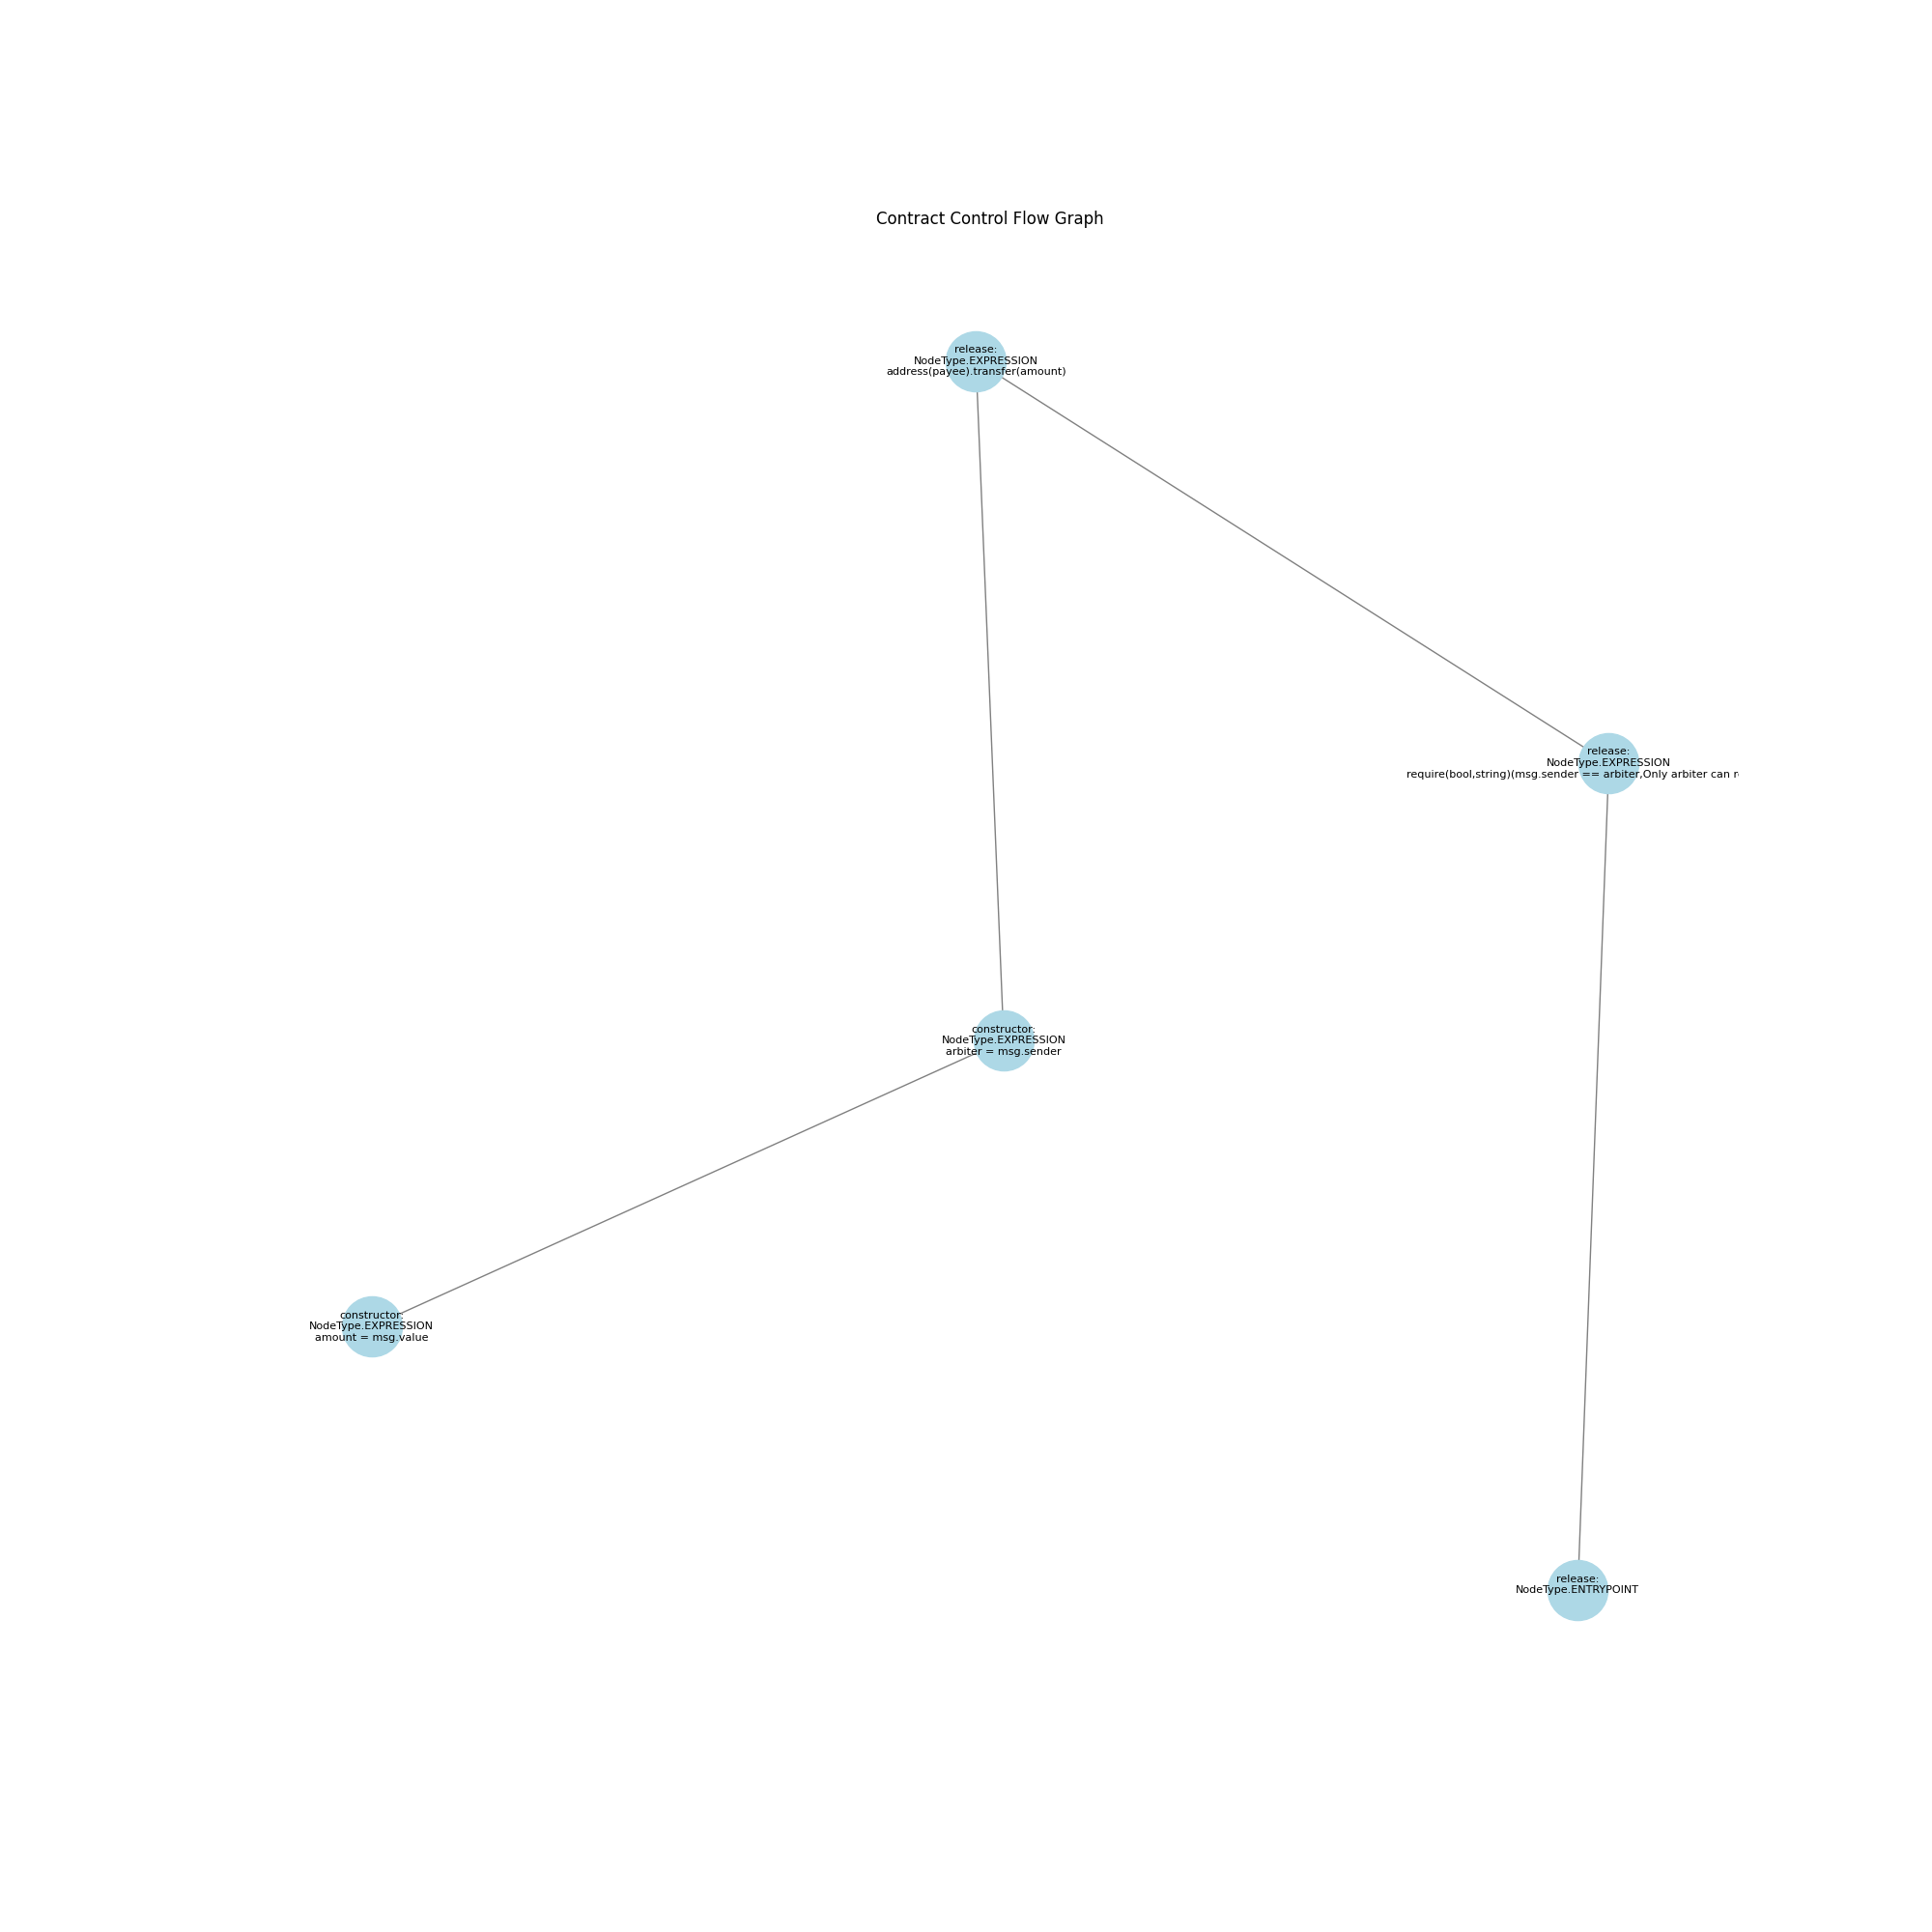 Contract Control Flow Graph
release:
NodeType.EXPRESSION
address(payee).transfer(amount)
release:
NodeType.EXPRESSION
require(bool,string)(msg.sender == arbiter,Only arbiter can
constructor:
NodeType.EXPRESSION
arbiter = msg.sender
constructor:
NodeType.EXPRESSION
amount = msg.value
release:
NodeType.ENTRYPOINT